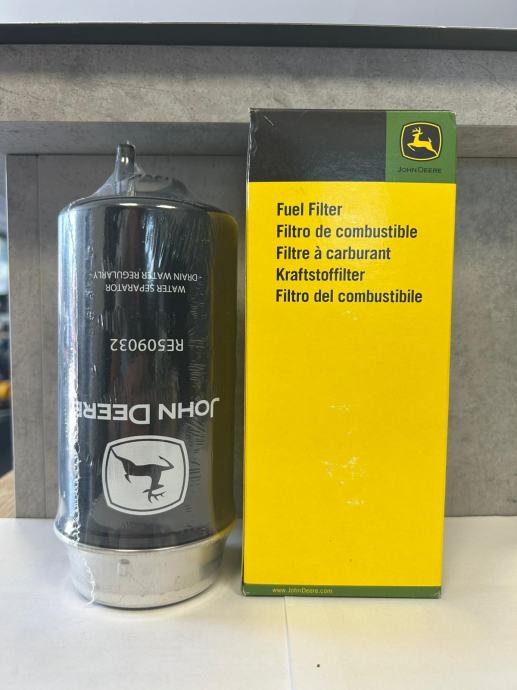 WATER SEPARATOR
- DRAIN WATER REGULARLY -
RE509032
JOHN DEERE
JOHN DEERE
Fuel Filter
Filtro de combustible
Filtre à carburant
Kraftstoffilter
Filtro del combustibile
www.JohnDeere.com